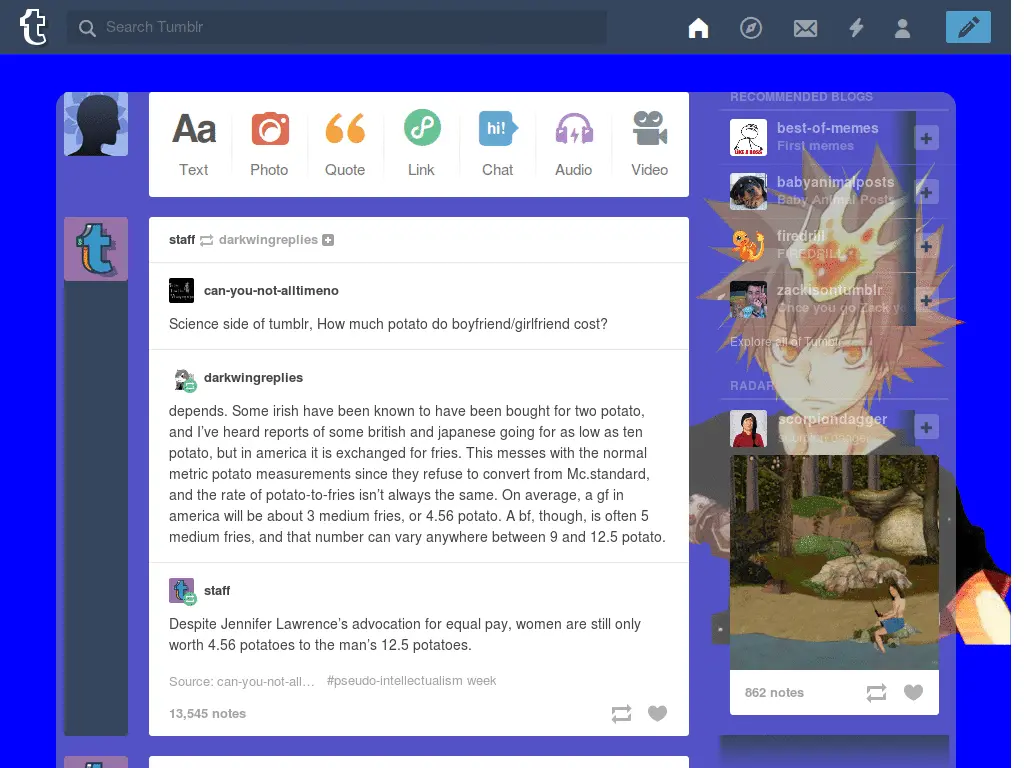 Search Tumblr
Aa
Text
Photo
Quote
Link
hi!
Chat
Audio
Video
staff darkwingreplies
can-you-not-alltimeno
Science side of tumblr, How much potato do boyfriend/girlfriend cost?
darkwingreplies
depends. Some irish have been known to have been bought for two potato,
and I've heard reports of some british and japanese going for as low as ten
potato, but in america it is exchanged for fries. This messes with the normal
metric potato measurements since they refuse to convert from Mc.standard,
and the rate of potato-to-fries isn't always the same. On average, a gf in
america will be about 3 medium fries, or 4.56 potato. A bf, though, is often 5
medium fries, and that number can vary anywhere between 9 and 12.5 potato.
staff
Despite Jennifer Lawrence's advocation for equal pay, women are still only
worth 4.56 potatoes to the man's 12.5 potatoes.
Source: can-you-not-all… #pseudo-intellectualism week
13,545 notes
RECOMMENDED BLOGS
best-of-memes
First memes
LIKE A BOSS
babyanimalposts
Baby Animal Posts
firedrill
FIREDRILL
zackisontumblr
Once you go Zack yo
Explore all of Tumblr
RADAR
scorpiondagger
scorpion dagger
862 notes